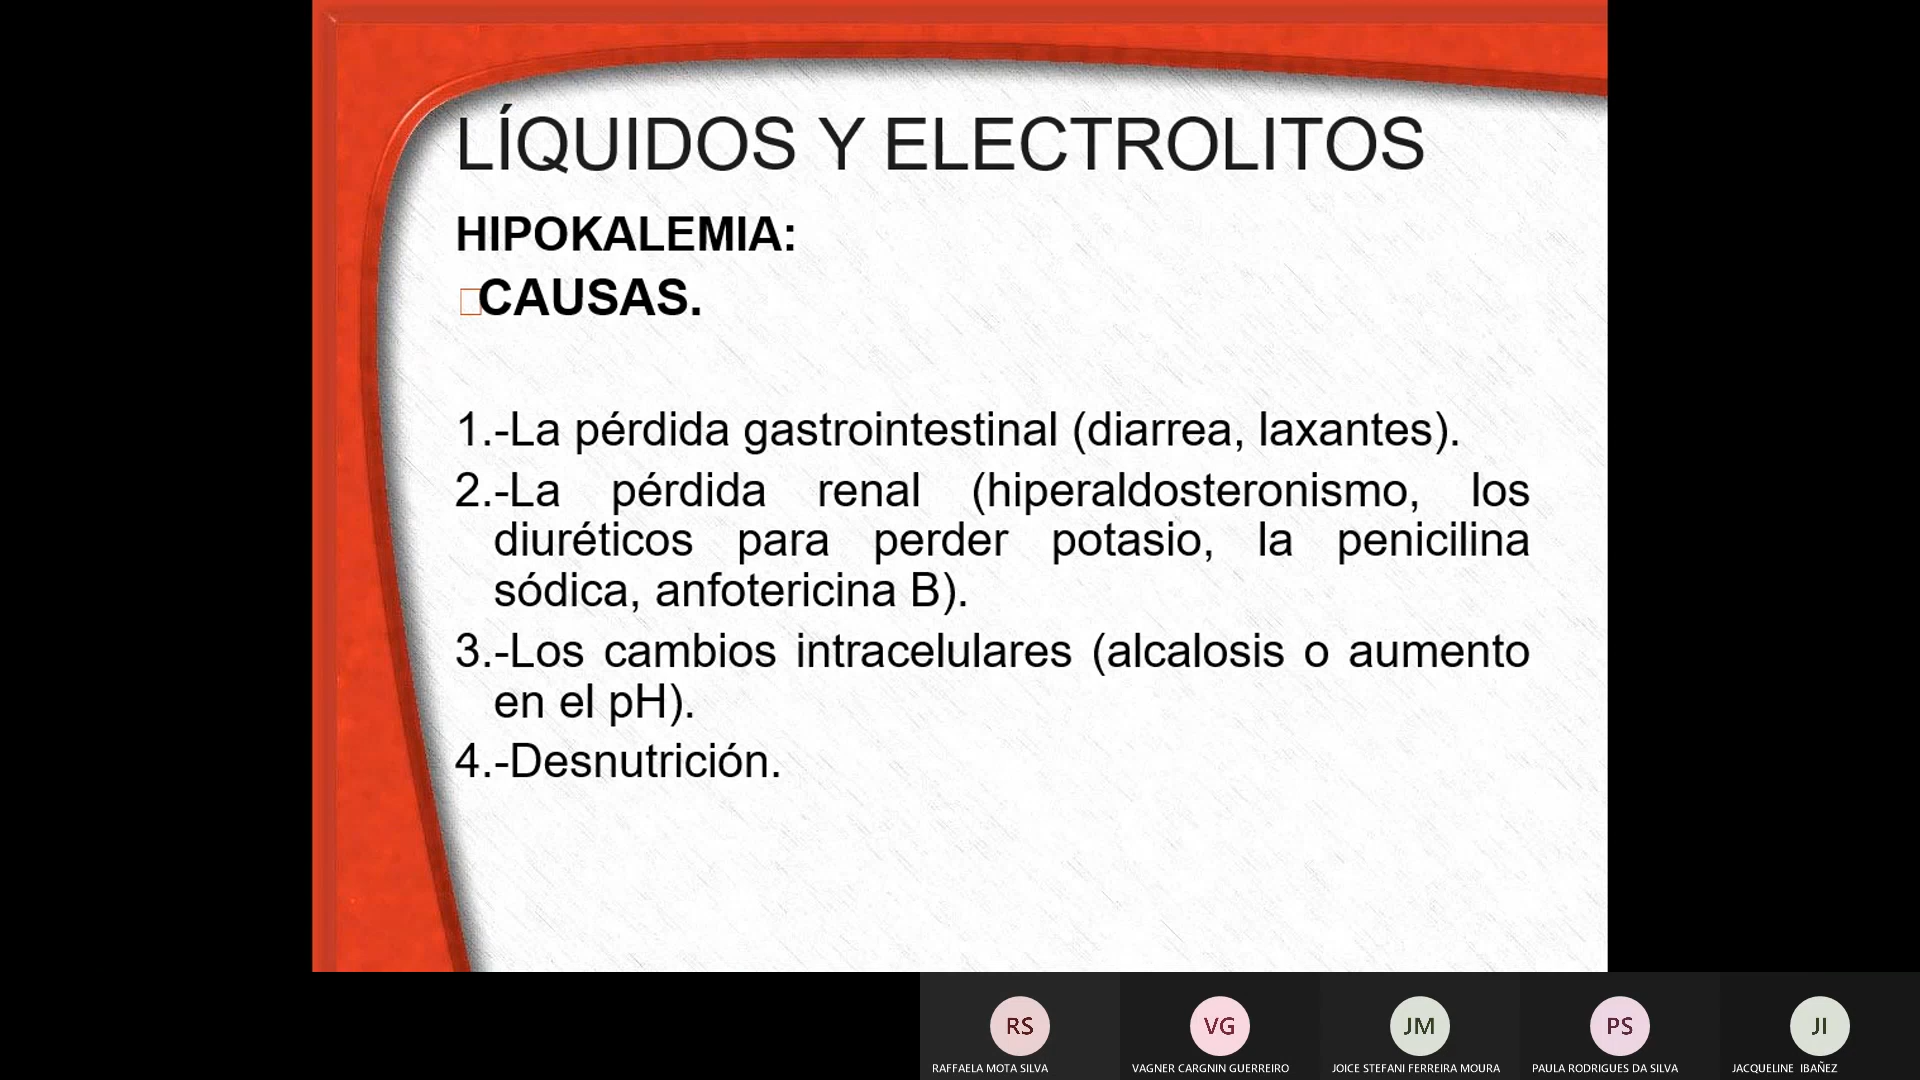 LÍQUIDOS Y ELECTROLITOS
HIPOKALEMIA:
CAUSAS.
1.-La pérdida gastrointestinal (diarrea, laxantes).
2.-La pérdida renal (hiperaldosteronismo, los
diuréticos para perder potasio, la penicilina
sódica, anfotericina B).
3.-Los cambios intracelulares (alcalosis o aumento
en el pH).
4.-Desnutrición.
RS
VG
JM
PS
JI
RAFFAELA MOTA SILVA
VAGNER CARGNIN GUERREIRO
JOICE STEFANI FERREIRA MOURA
PAULA RODRIGUES DA SILVA
JACQUELINE IBAÑEZ